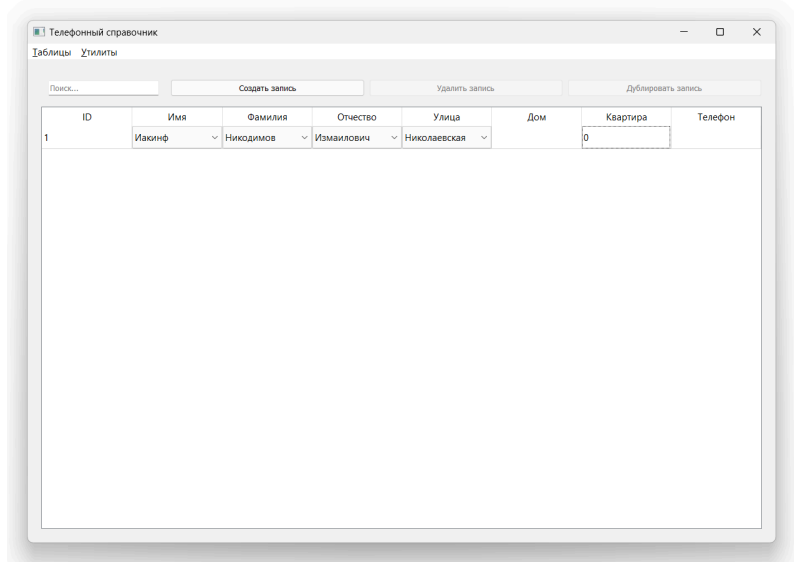 Телефонный справочник
Таблицы Утилиты
Поиск... Создать запись Удалить запись Дублировать запись
ID Имя Фамилия Отчество Улица Дом Квартира Телефон
1 Иакинф Никодимов Измаилович Николаевская 0